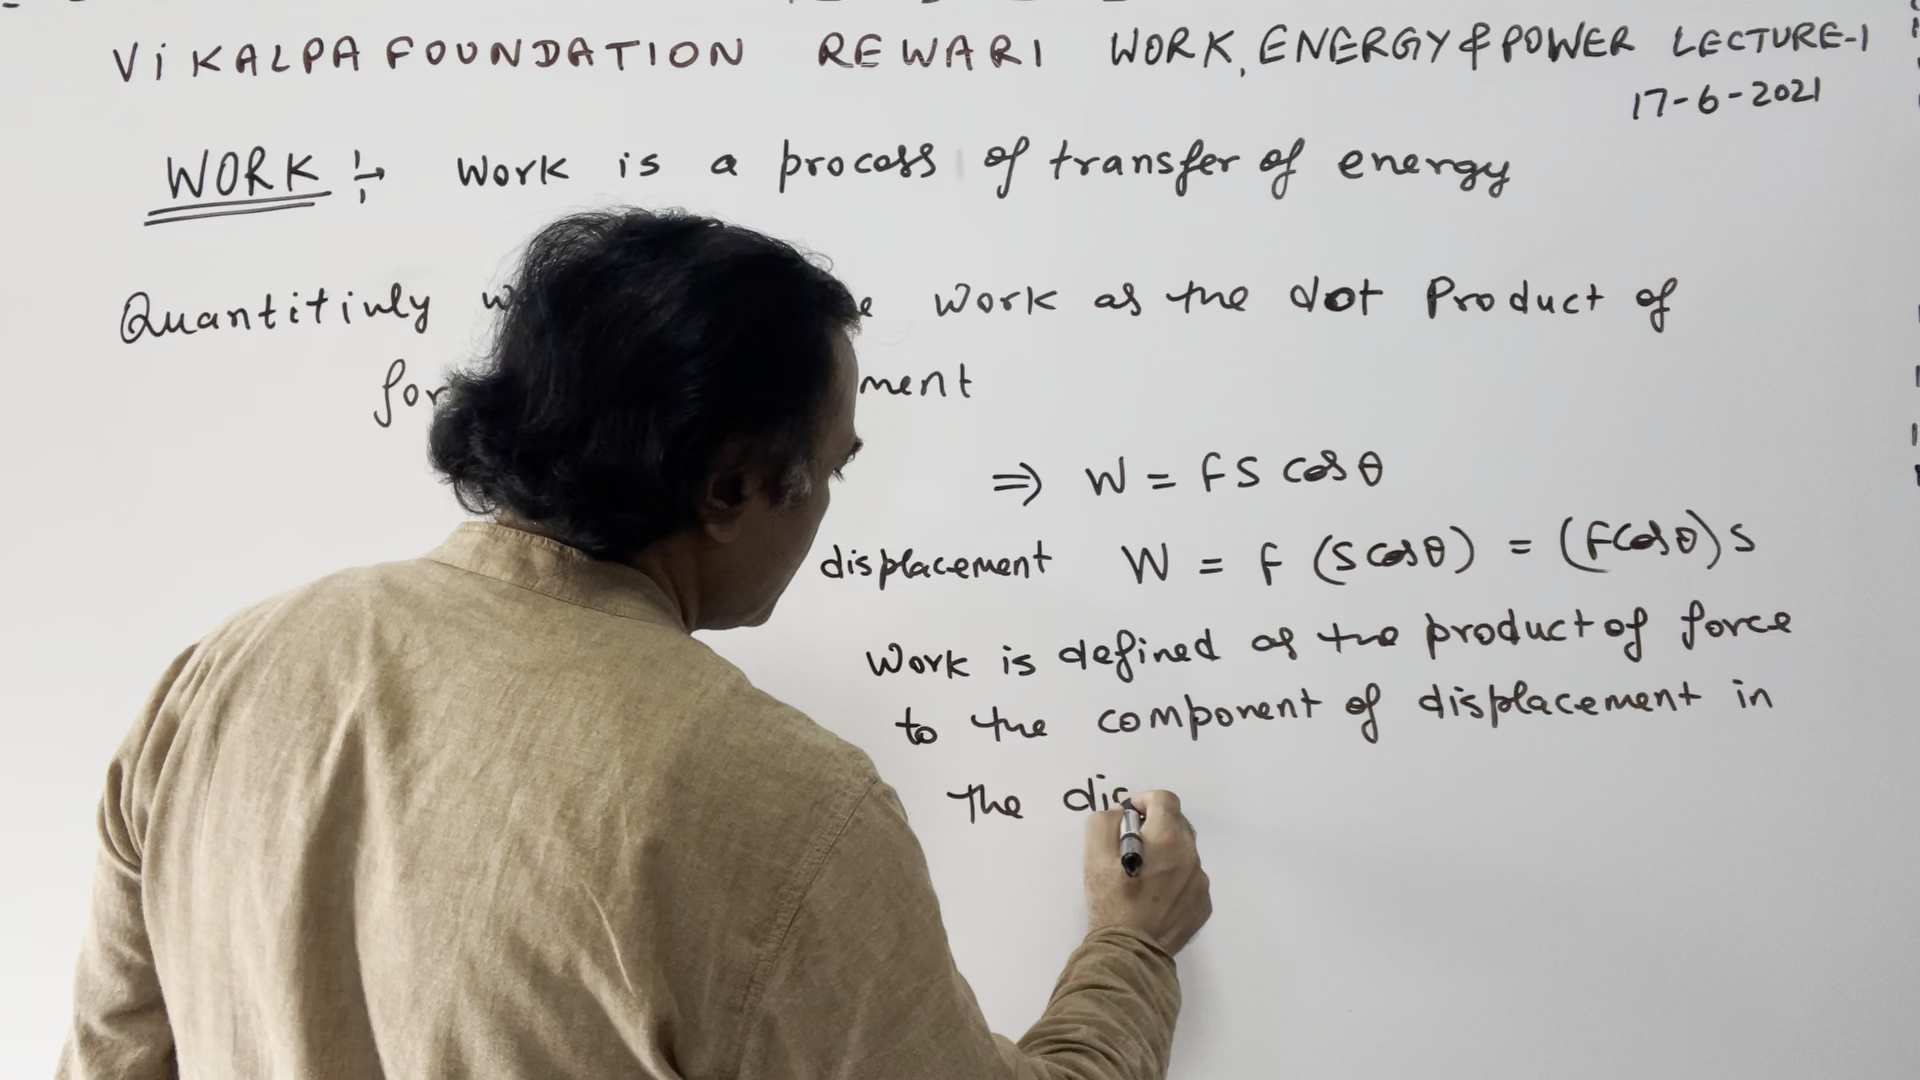 ViKALPA FOUNDATION REWARI WORK, ENERGY & POWER LECTURE-1
17-6-2021
WORK :→ Work is a process of transfer of energy
Quantitinly work as the dot Product of
⇒ W = FS cosθ
displacement W = F (S cosθ) = (Fcosθ)S
Work is defined as the product of force
to the component of displacement in
the dis